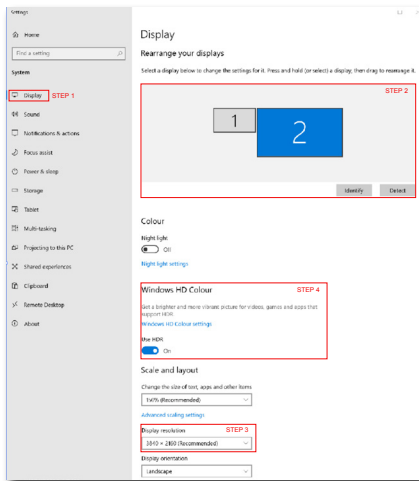 Settings
Home
Find a setting
System
Display
STEP 1
Sound
Notifications & actions
Focus assist
Power & sleep
Storage
Tablet
Multi-tasking
Projecting to this PC
Shared experiences
Clipboard
Remote Desktop
About
Display
Rearrange your displays
Select a display below to change the settings for it. Press and hold (or select) a display, then drag to rearrange it.
STEP 2
1
2
Identify
Detect
Colour
Night light
Off
Night light settings
Windows HD Colour
STEP 4
Get a brighter and more vibrant picture for videos, games and apps that
support HDR.
Windows HD Colour settings
Use HDR
On
Scale and layout
Change the size of text, apps and other items
150% (Recommended)
Advanced scaling settings
Display resolution
STEP 3
3840 × 2160 (Recommended)
Display orientation
Landscape